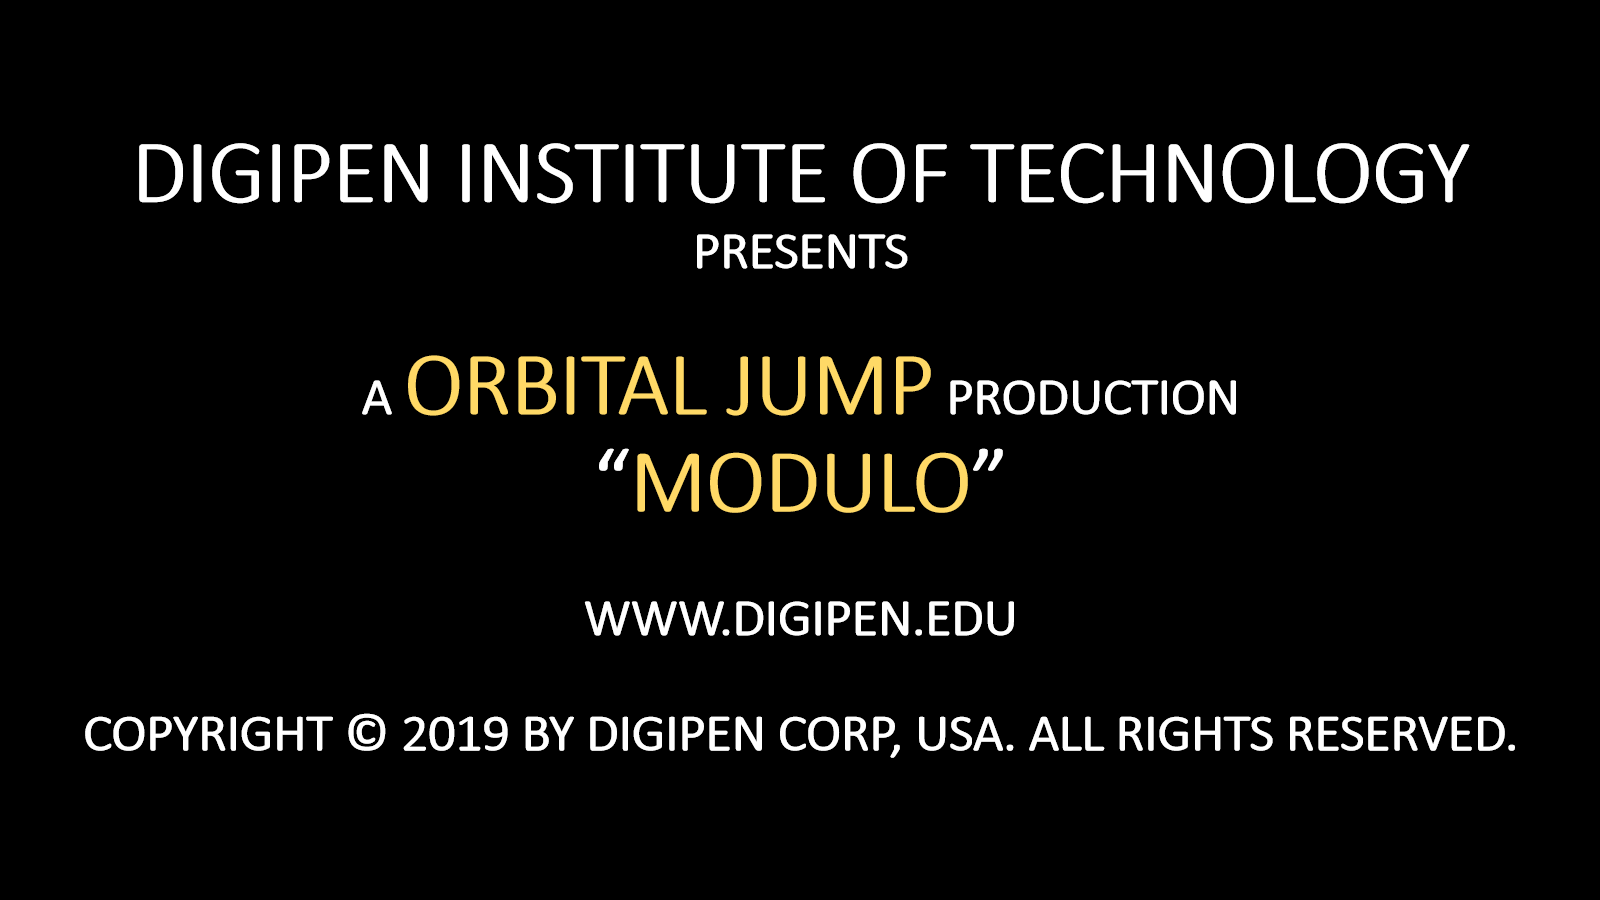 DIGIPEN INSTITUTE OF TECHNOLOGY
PRESENTS
A ORBITAL JUMP PRODUCTION
“MODULO”
WWW.DIGIPEN.EDU
COPYRIGHT © 2019 BY DIGIPEN CORP, USA. ALL RIGHTS RESERVED.